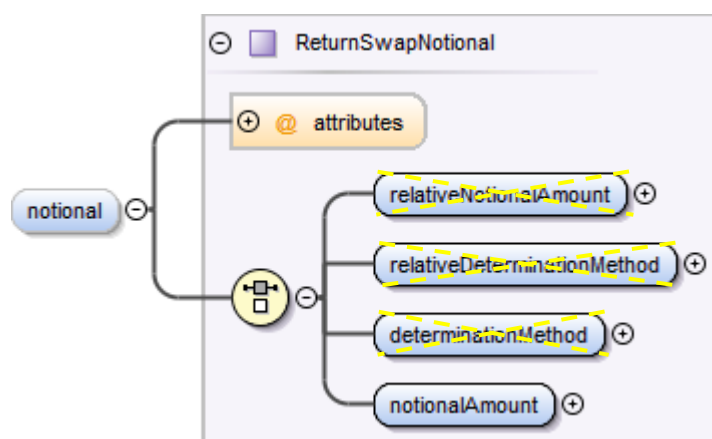 ReturnSwapNotional
@ attributes
notional
relativeNotionalAmount
relativeDeterminationMethod
determinationMethod
notionalAmount